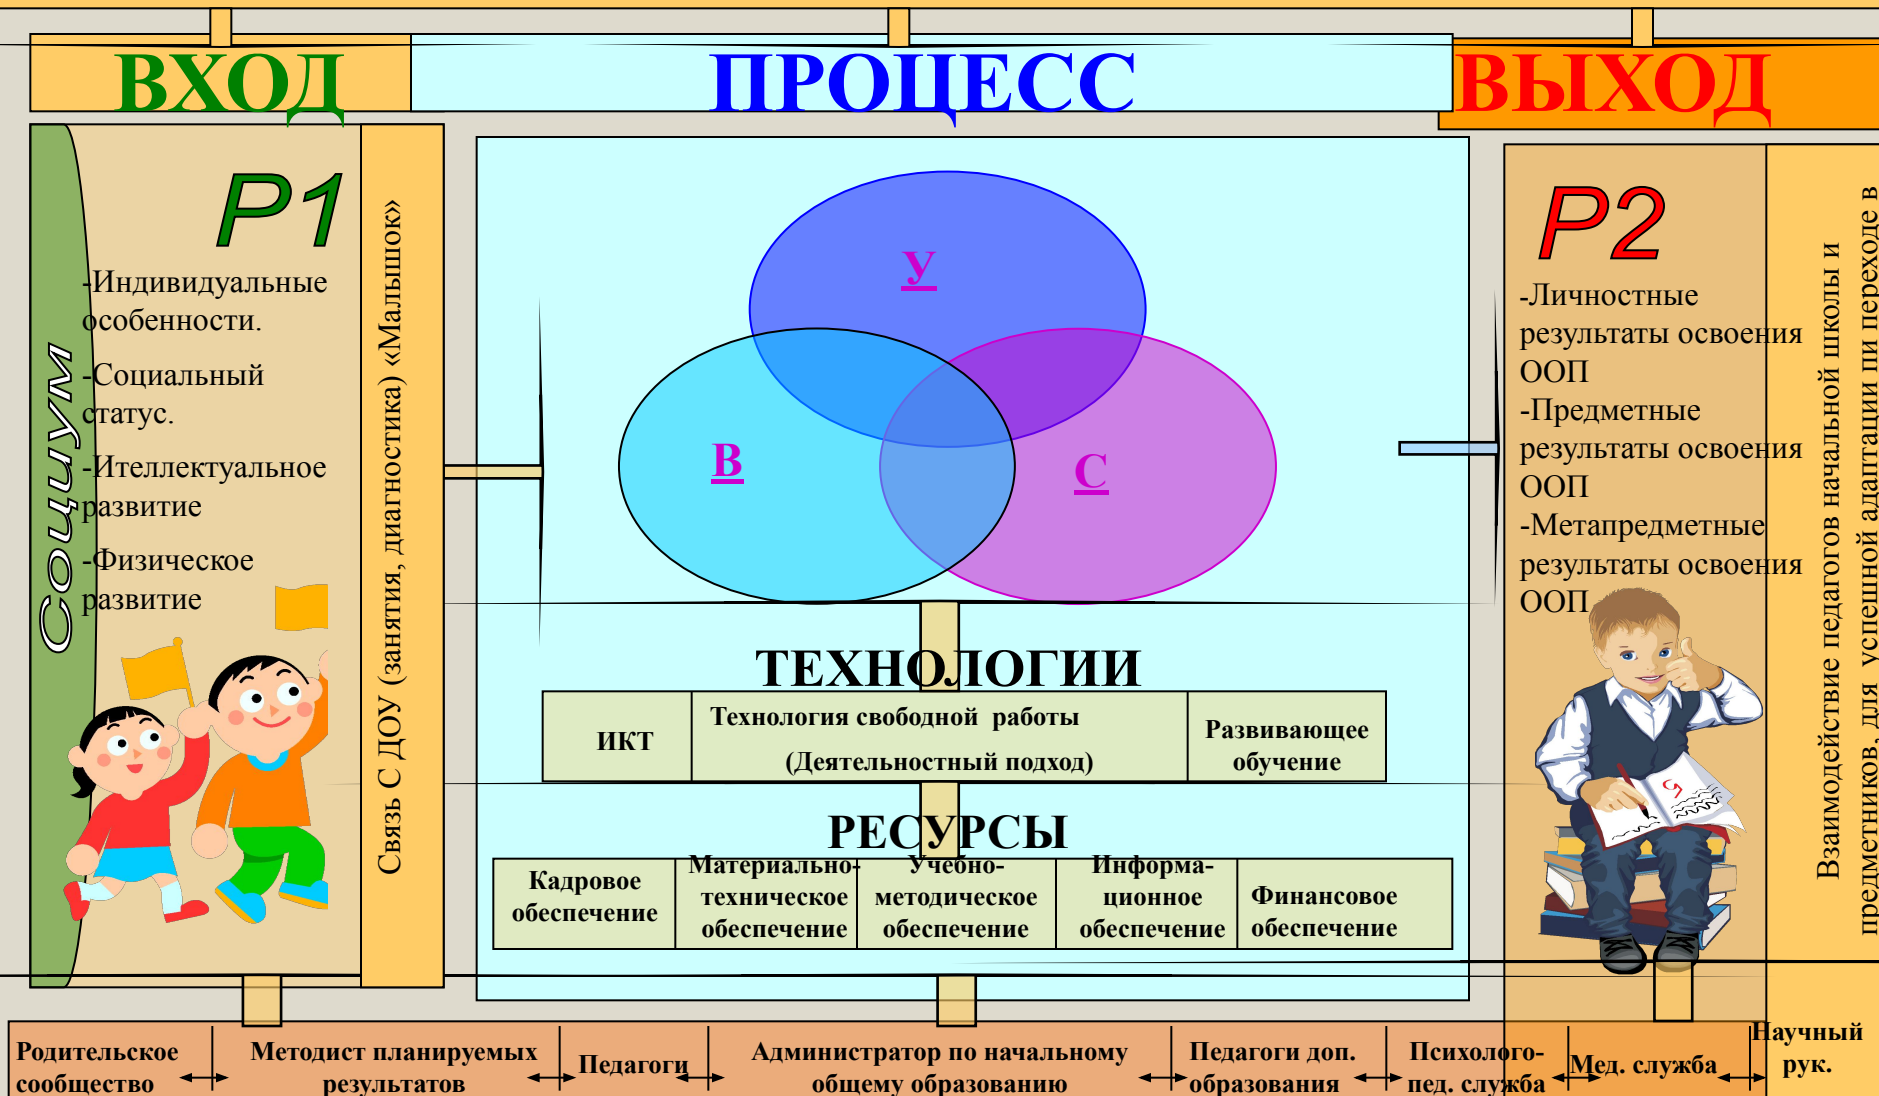 ВХОД
ПРОЦЕСС
ВЫХОД
Социум
Р1
-Индивидуальные
особенности.
-Социальный
статус.
-Ителлектуальное
развитие
-Физическое
развитие
Связь С ДОУ (занятия, диагностика) «Малышок»
У
В
С
ТЕХНОЛОГИИ
ИКТ
Технология свободной работы
(Деятельностный подход)
Развивающее
обучение
РЕСУРСЫ
Кадровое
обеспечение
Материально-
техническое
обеспечение
Учебно-
методическое
обеспечение
Информа-
ционное
обеспечение
Финансовое
обеспечение
Р2
-Личностные
результаты освоения
ООП
-Предметные
результаты освоения
ООП
-Метапредметные
результаты освоения
ООП
Взаимодействие педагогов начальной школы и
предметников, для успешной адаптации пи переходе в
Родительское
сообщество
Методист планируемых
результатов
Педагоги
Администратор по начальному
общему образованию
Педагоги доп.
образования
Психолого-
пед. служба
Мед. служба
Научный
рук.